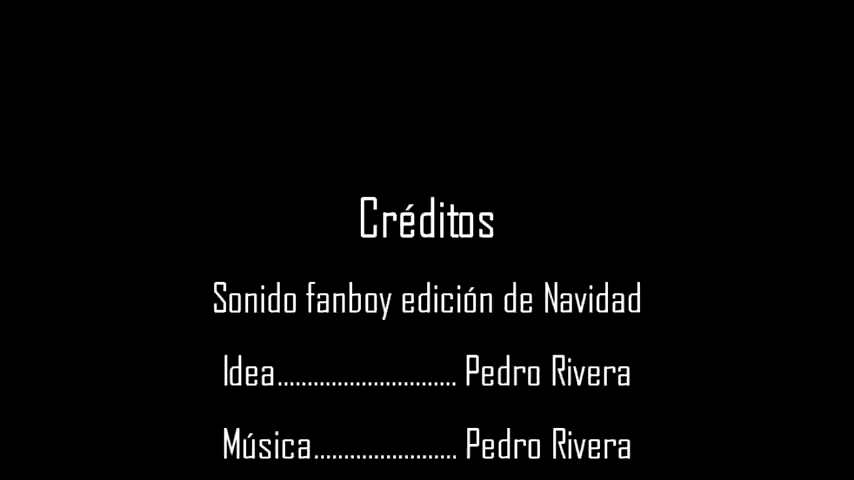 Créditos
Sonido fanboy edición de Navidad
Idea.............................. Pedro Rivera
Música........................ Pedro Rivera